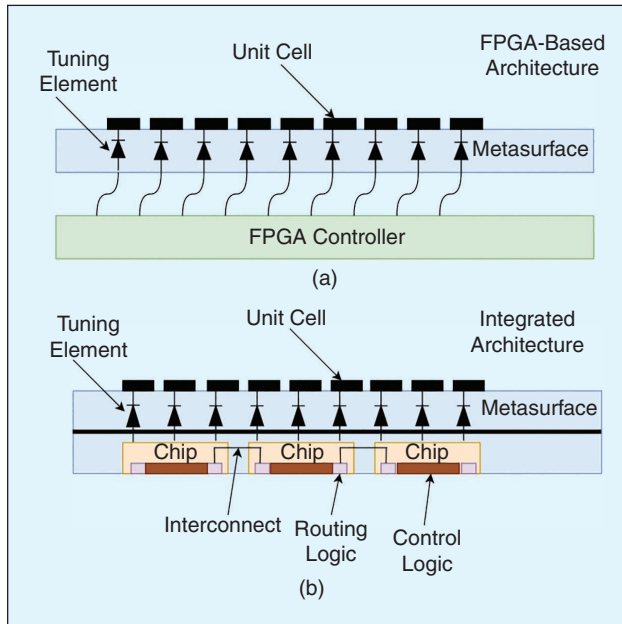 FPGA-Based
Architecture
Unit Cell
Tuning
Element
Metasurface
FPGA Controller
(a)
Integrated
Architecture
Unit Cell
Tuning
Element
Metasurface
Chip Chip Chip
Interconnect
Routing
Logic
Control
Logic
(b)